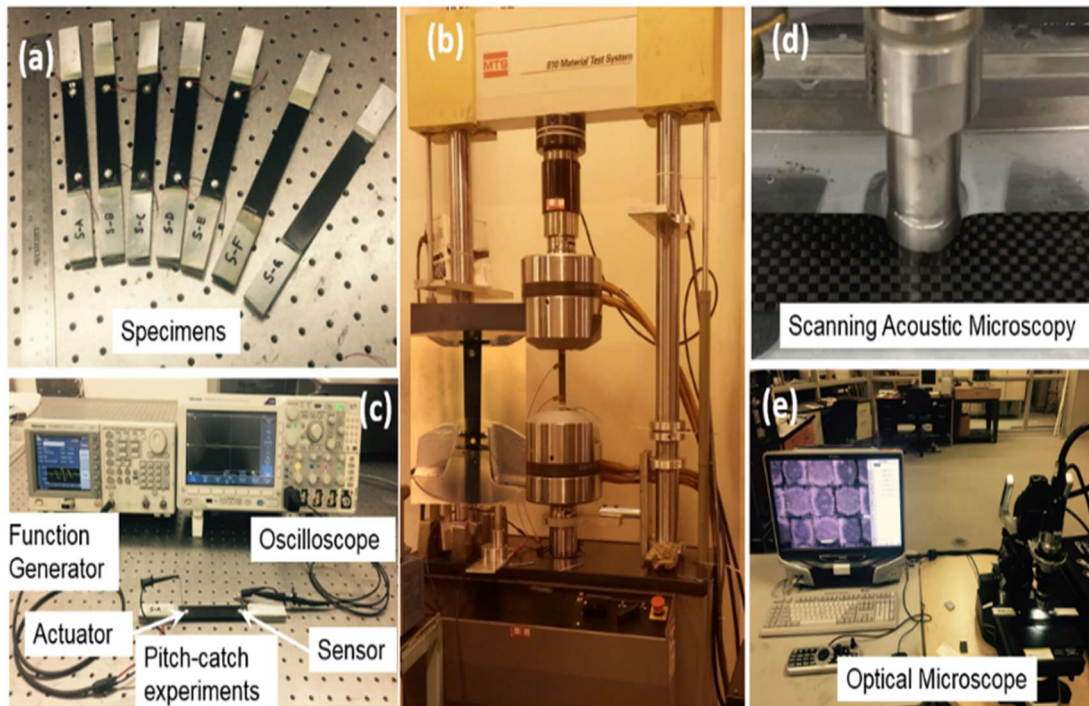 (a)
S-A
S-B
S-C
S-D
S-E
S-F
Specimens
(b)
MTS
810 Material Test System
(c)
Function
Generator
Oscilloscope
Actuator
Sensor
Pitch-catch
experiments
(d)
Scanning Acoustic Microscopy
(e)
Optical Microscope